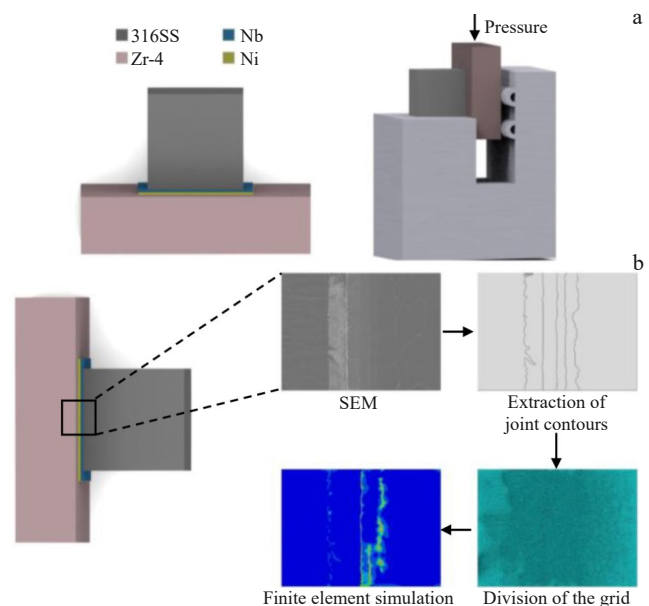 a
316SS Nb
Zr-4 Ni
Pressure
b
SEM
Extraction of
joint contours
Finite element simulation
Division of the grid